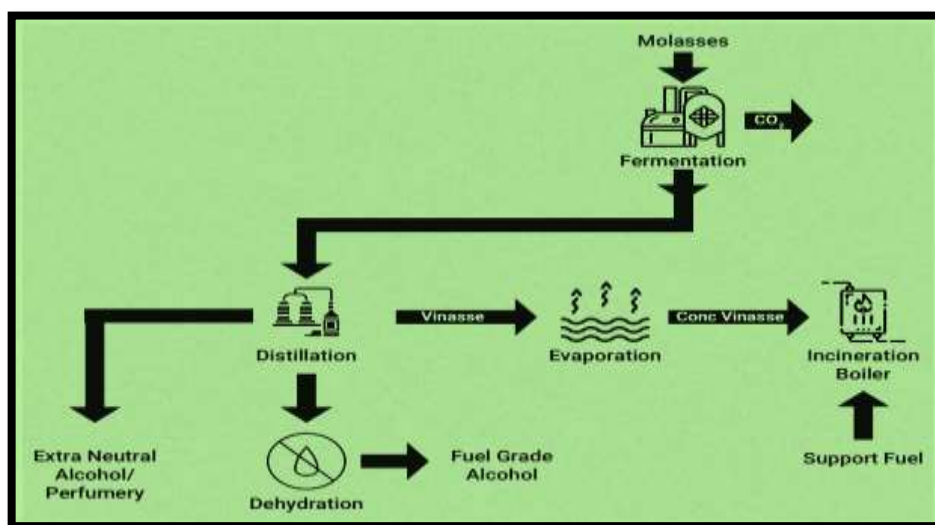 Molasses
CO₂
Fermentation
Vinasse
Conc Vinasse
Distillation
Evaporation
Incineration
Boiler
Extra Neutral
Alcohol/
Perfumery
Fuel Grade
Alcohol
Support Fuel
Dehydration